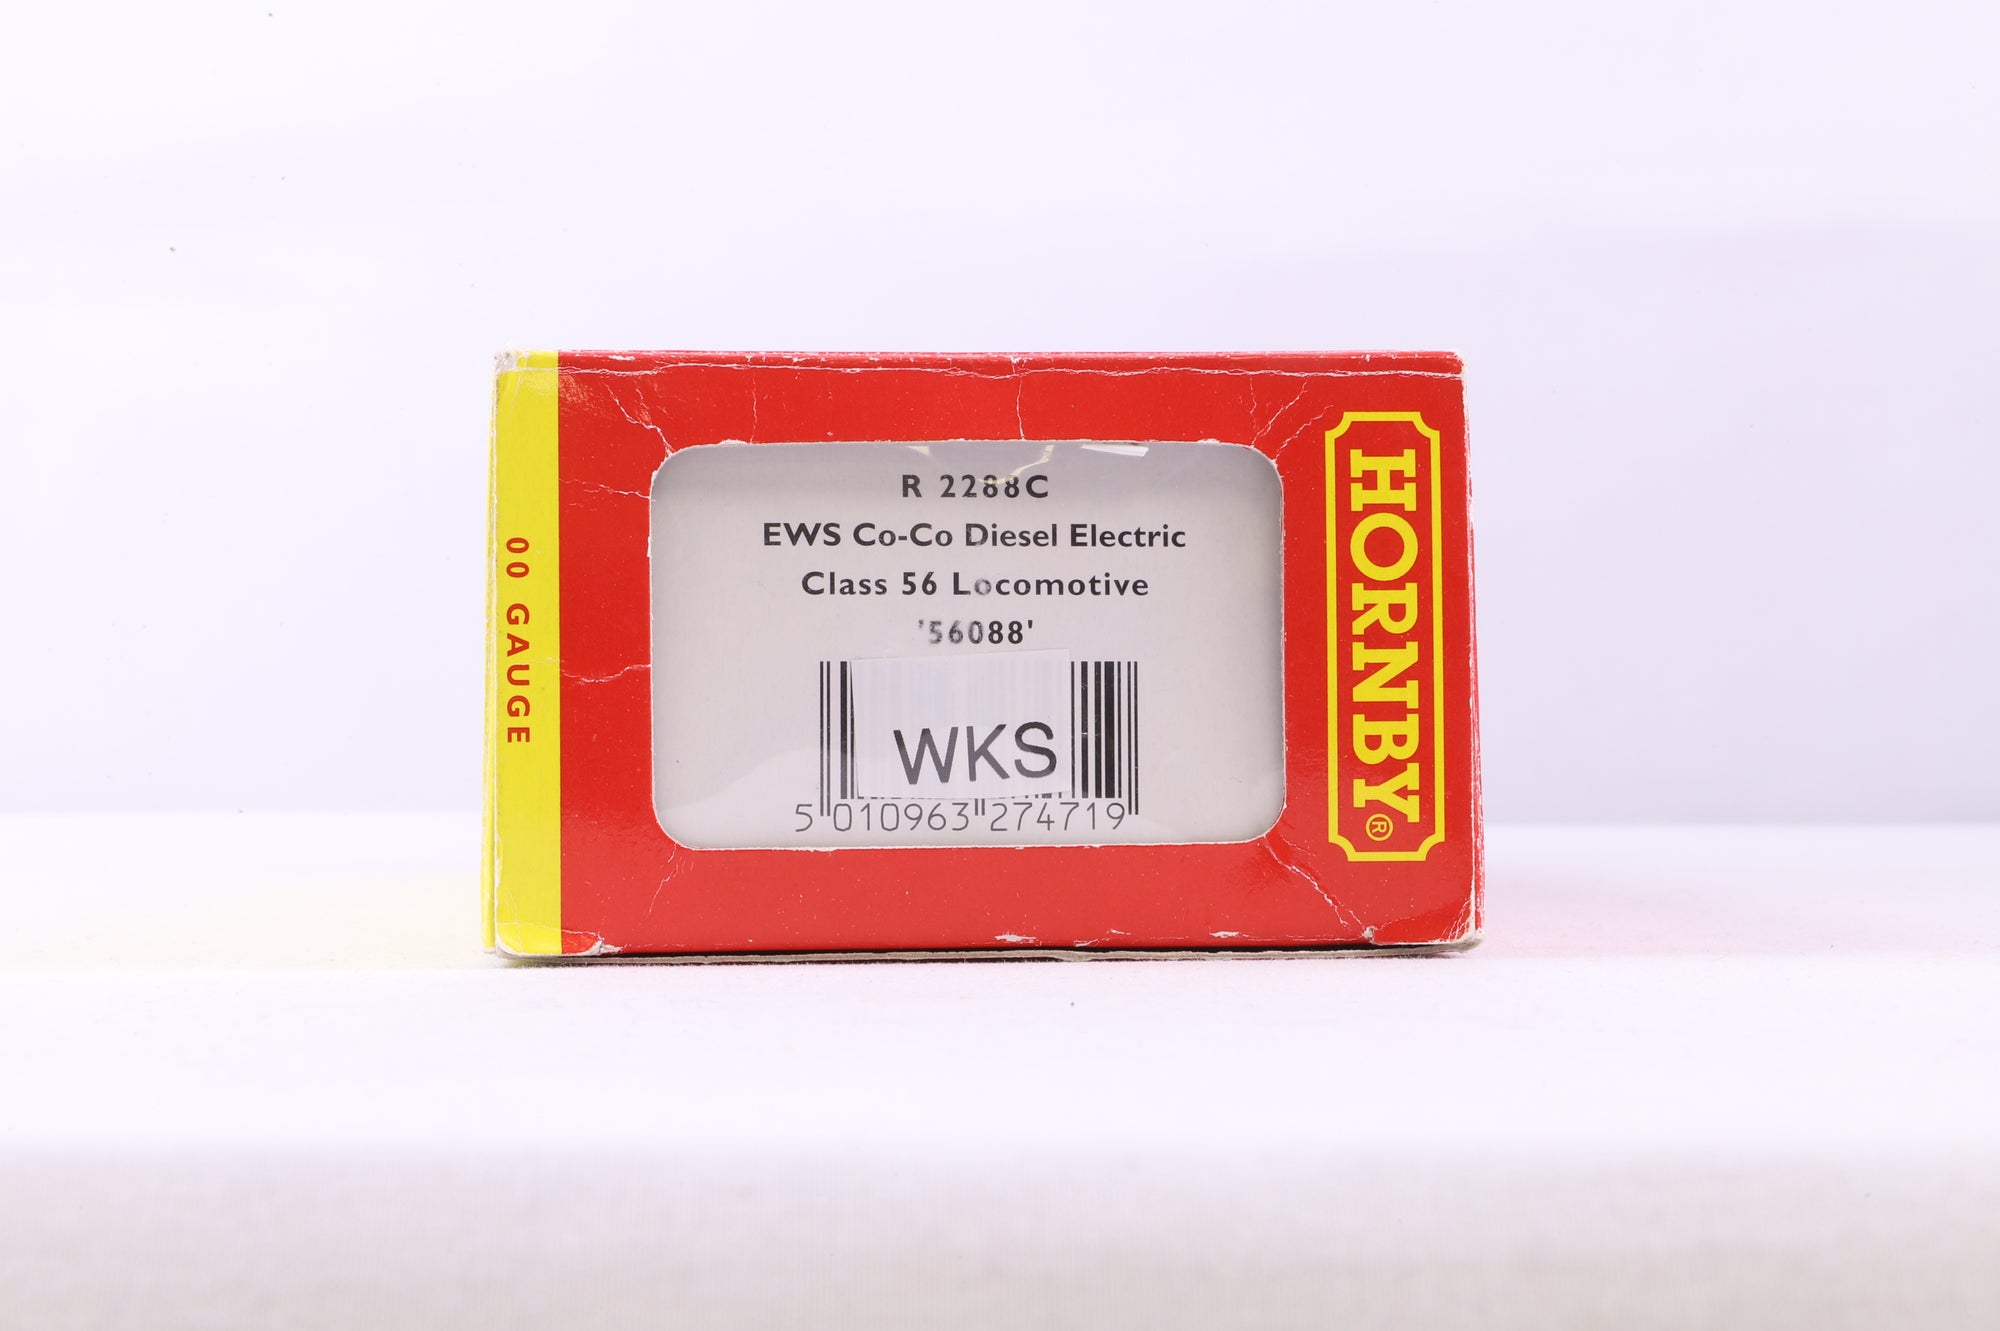 00 GAUGE
R 2288C
EWS Co-Co Diesel Electric
Class 56 Locomotive
'56088'
WKS
5 010963 274719
HORNBY®